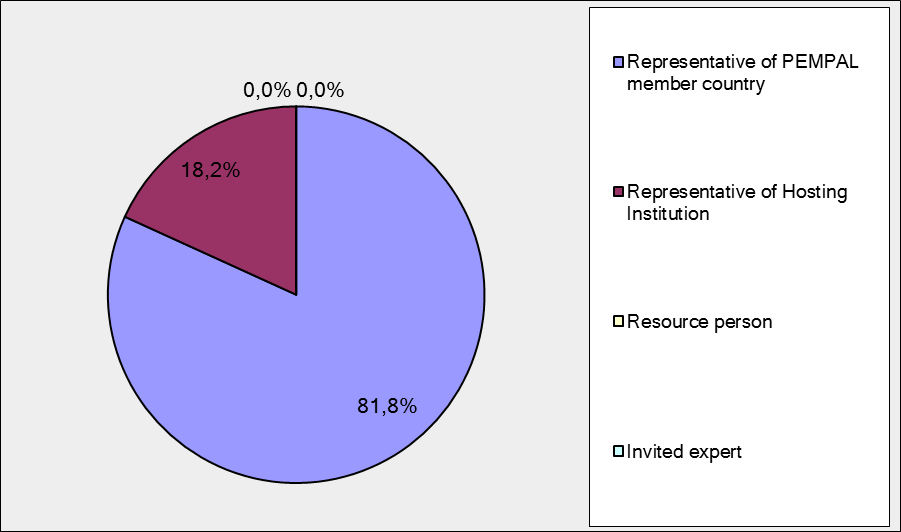 0,0% 0,0%
18,2%
81,8%
Representative of PEMPAL
member country
Representative of Hosting
Institution
Resource person
Invited expert